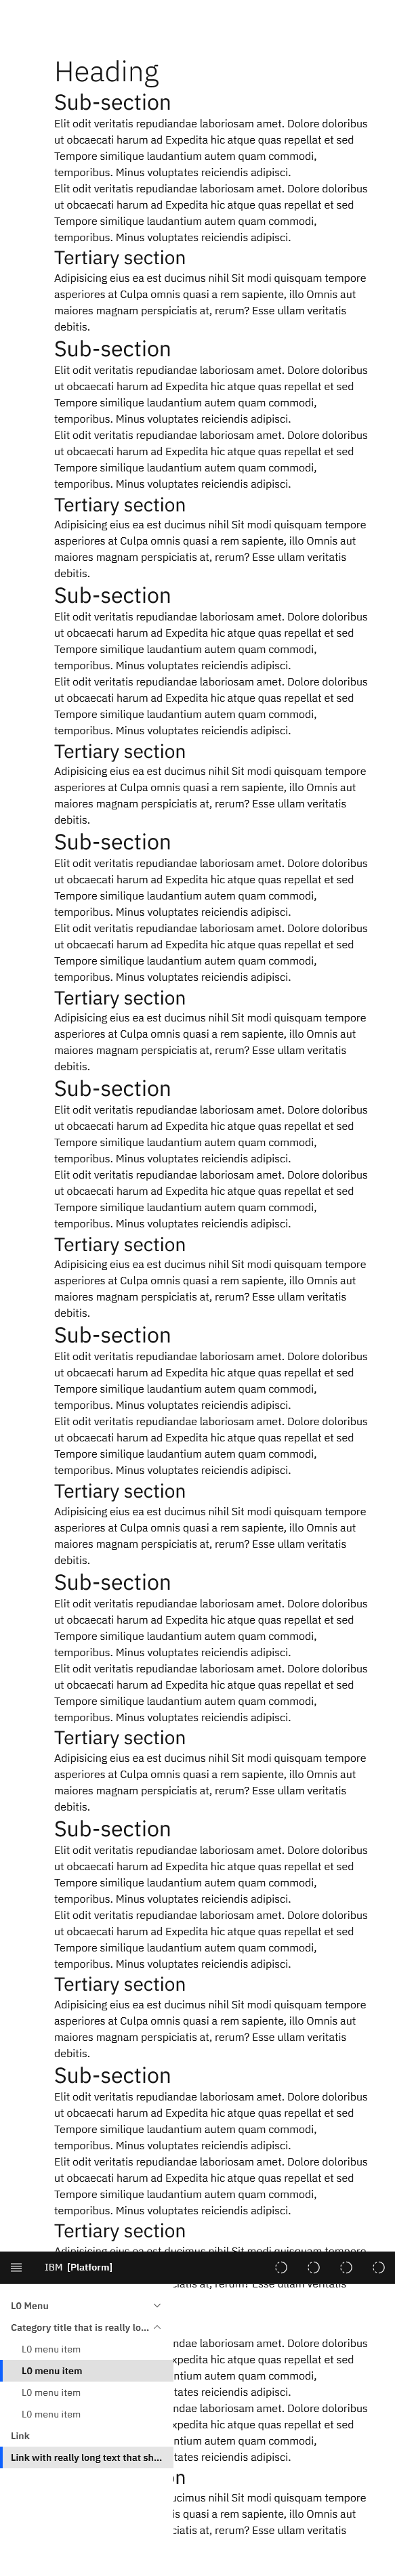 Heading
Sub-section
Elit odit veritatis repudiandae laboriosam amet. Dolore doloribus
ut obcaecati harum ad Expedita hic atque quas repellat et sed
Tempore similique laudantium autem quam commodi,
temporibus. Minus voluptates reiciendis adipisci.
Elit odit veritatis repudiandae laboriosam amet. Dolore doloribus
ut obcaecati harum ad Expedita hic atque quas repellat et sed
Tempore similique laudantium autem quam commodi,
temporibus. Minus voluptates reiciendis adipisci.
Tertiary section
Adipisicing eius ea est ducimus nihil Sit modi quisquam tempore
asperiores at Culpa omnis quasi a rem sapiente, illo Omnis aut
maiores magnam perspiciatis at, rerum? Esse ullam veritatis
debitis.
Sub-section
Elit odit veritatis repudiandae laboriosam amet. Dolore doloribus
ut obcaecati harum ad Expedita hic atque quas repellat et sed
Tempore similique laudantium autem quam commodi,
temporibus. Minus voluptates reiciendis adipisci.
Elit odit veritatis repudiandae laboriosam amet. Dolore doloribus
ut obcaecati harum ad Expedita hic atque quas repellat et sed
Tempore similique laudantium autem quam commodi,
temporibus. Minus voluptates reiciendis adipisci.
Tertiary section
Adipisicing eius ea est ducimus nihil Sit modi quisquam tempore
asperiores at Culpa omnis quasi a rem sapiente, illo Omnis aut
maiores magnam perspiciatis at, rerum? Esse ullam veritatis
debitis.
Sub-section
Elit odit veritatis repudiandae laboriosam amet. Dolore doloribus
ut obcaecati harum ad Expedita hic atque quas repellat et sed
Tempore similique laudantium autem quam commodi,
temporibus. Minus voluptates reiciendis adipisci.
Elit odit veritatis repudiandae laboriosam amet. Dolore doloribus
ut obcaecati harum ad Expedita hic atque quas repellat et sed
Tempore similique laudantium autem quam commodi,
temporibus. Minus voluptates reiciendis adipisci.
Tertiary section
Adipisicing eius ea est ducimus nihil Sit modi quisquam tempore
asperiores at Culpa omnis quasi a rem sapiente, illo Omnis aut
maiores magnam perspiciatis at, rerum? Esse ullam veritatis
debitis.
Sub-section
Elit odit veritatis repudiandae laboriosam amet. Dolore doloribus
ut obcaecati harum ad Expedita hic atque quas repellat et sed
Tempore similique laudantium autem quam commodi,
temporibus. Minus voluptates reiciendis adipisci.
Elit odit veritatis repudiandae laboriosam amet. Dolore doloribus
ut obcaecati harum ad Expedita hic atque quas repellat et sed
Tempore similique laudantium autem quam commodi,
temporibus. Minus voluptates reiciendis adipisci.
Tertiary section
Adipisicing eius ea est ducimus nihil Sit modi quisquam tempore
asperiores at Culpa omnis quasi a rem sapiente, illo Omnis aut
maiores magnam perspiciatis at, rerum? Esse ullam veritatis
debitis.
Sub-section
Elit odit veritatis repudiandae laboriosam amet. Dolore doloribus
ut obcaecati harum ad Expedita hic atque quas repellat et sed
Tempore similique laudantium autem quam commodi,
temporibus. Minus voluptates reiciendis adipisci.
Elit odit veritatis repudiandae laboriosam amet. Dolore doloribus
ut obcaecati harum ad Expedita hic atque quas repellat et sed
Tempore similique laudantium autem quam commodi,
temporibus. Minus voluptates reiciendis adipisci.
Tertiary section
Adipisicing eius ea est ducimus nihil Sit modi quisquam tempore
asperiores at Culpa omnis quasi a rem sapiente, illo Omnis aut
maiores magnam perspiciatis at, rerum? Esse ullam veritatis
debitis.
Sub-section
Elit odit veritatis repudiandae laboriosam amet. Dolore doloribus
ut obcaecati harum ad Expedita hic atque quas repellat et sed
Tempore similique laudantium autem quam commodi,
temporibus. Minus voluptates reiciendis adipisci.
Elit odit veritatis repudiandae laboriosam amet. Dolore doloribus
ut obcaecati harum ad Expedita hic atque quas repellat et sed
Tempore similique laudantium autem quam commodi,
temporibus. Minus voluptates reiciendis adipisci.
Tertiary section
Adipisicing eius ea est ducimus nihil Sit modi quisquam tempore
asperiores at Culpa omnis quasi a rem sapiente, illo Omnis aut
maiores magnam perspiciatis at, rerum? Esse ullam veritatis
debitis.
Sub-section
Elit odit veritatis repudiandae laboriosam amet. Dolore doloribus
ut obcaecati harum ad Expedita hic atque quas repellat et sed
Tempore similique laudantium autem quam commodi,
temporibus. Minus voluptates reiciendis adipisci.
Elit odit veritatis repudiandae laboriosam amet. Dolore doloribus
ut obcaecati harum ad Expedita hic atque quas repellat et sed
Tempore similique laudantium autem quam commodi,
temporibus. Minus voluptates reiciendis adipisci.
Tertiary section
Adipisicing eius ea est ducimus nihil Sit modi quisquam tempore
asperiores at Culpa omnis quasi a rem sapiente, illo Omnis aut
maiores magnam perspiciatis at, rerum? Esse ullam veritatis
debitis.
Sub-section
Elit odit veritatis repudiandae laboriosam amet. Dolore doloribus
ut obcaecati harum ad Expedita hic atque quas repellat et sed
Tempore similique laudantium autem quam commodi,
temporibus. Minus voluptates reiciendis adipisci.
Elit odit veritatis repudiandae laboriosam amet. Dolore doloribus
ut obcaecati harum ad Expedita hic atque quas repellat et sed
Tempore similique laudantium autem quam commodi,
temporibus. Minus voluptates reiciendis adipisci.
Tertiary section
Adipisicing eius ea est ducimus nihil Sit modi quisquam tempore
asperiores at Culpa omnis quasi a rem sapiente, illo Omnis aut
maiores magnam perspiciatis at, rerum? Esse ullam veritatis
debitis.
Sub-section
Elit odit veritatis repudiandae laboriosam amet. Dolore doloribus
ut obcaecati harum ad Expedita hic atque quas repellat et sed
Tempore similique laudantium autem quam commodi,
temporibus. Minus voluptates reiciendis adipisci.
Elit odit veritatis repudiandae laboriosam amet. Dolore doloribus
ut obcaecati harum ad Expedita hic atque quas repellat et sed
Tempore similique laudantium autem quam commodi,
temporibus. Minus voluptates reiciendis adipisci.
Tertiary section
Adipisicing eius ea est ducimus nihil Sit modi quisquam tempore
IBM [Platform]
L0 Menu
Category title that is really lo...
L0 menu item
L0 menu item
L0 menu item
L0 menu item
Link
Link with really long text that sh...
ciatis at, rerum? Esse ullam veritatis
ndae laboriosam amet. Dolore doloribus
xpedita hic atque quas repellat et sed
ntium autem quam commodi,
tates reiciendis adipisci.
ndae laboriosam amet. Dolore doloribus
xpedita hic atque quas repellat et sed
ntium autem quam commodi,
tates reiciendis adipisci.
on
ucimus nihil Sit modi quisquam tempore
is quasi a rem sapiente, illo Omnis aut
ciatis at, rerum? Esse ullam veritatis